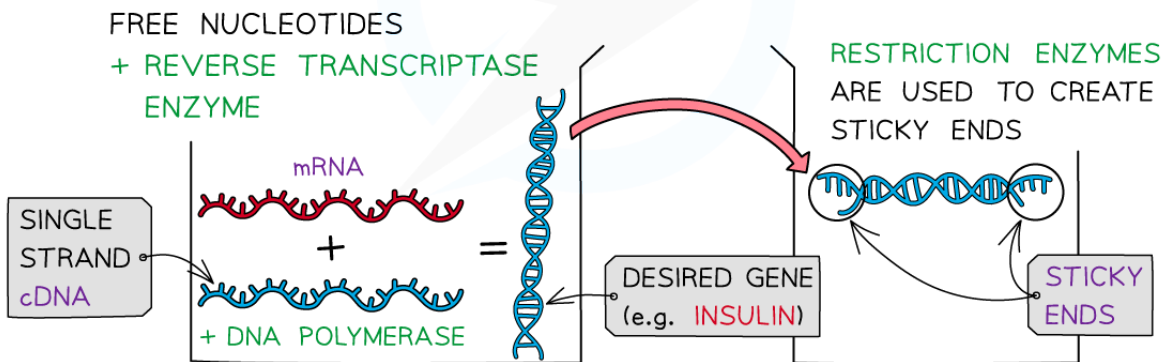 FREE NUCLEOTIDES
+ REVERSE TRANSCRIPTASE
ENZYME
mRNA
+
=
SINGLE
STRAND
cDNA
+ DNA POLYMERASE
DESIRED GENE
(e.g. INSULIN)
RESTRICTION ENZYMES
ARE USED TO CREATE
STICKY ENDS
STICKY
ENDS